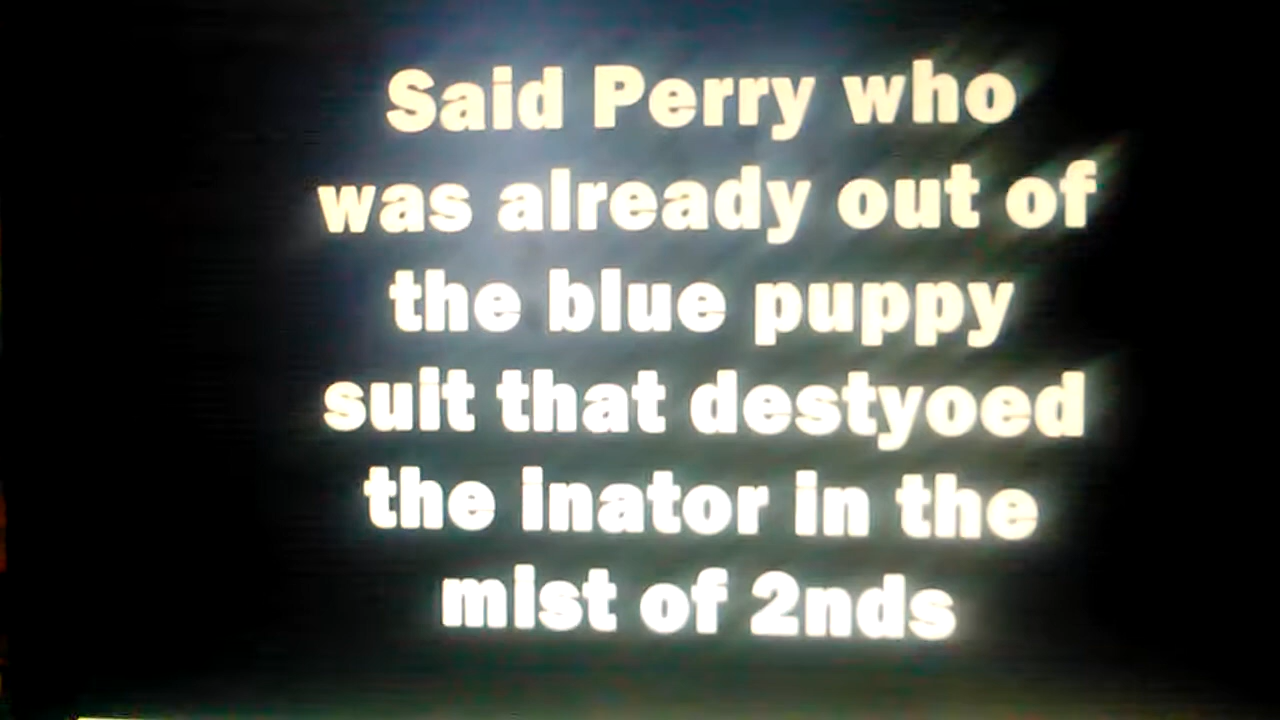 Said Perry who
was already out of
the blue puppy
suit that destyoed
the inator in the
mist of 2nds